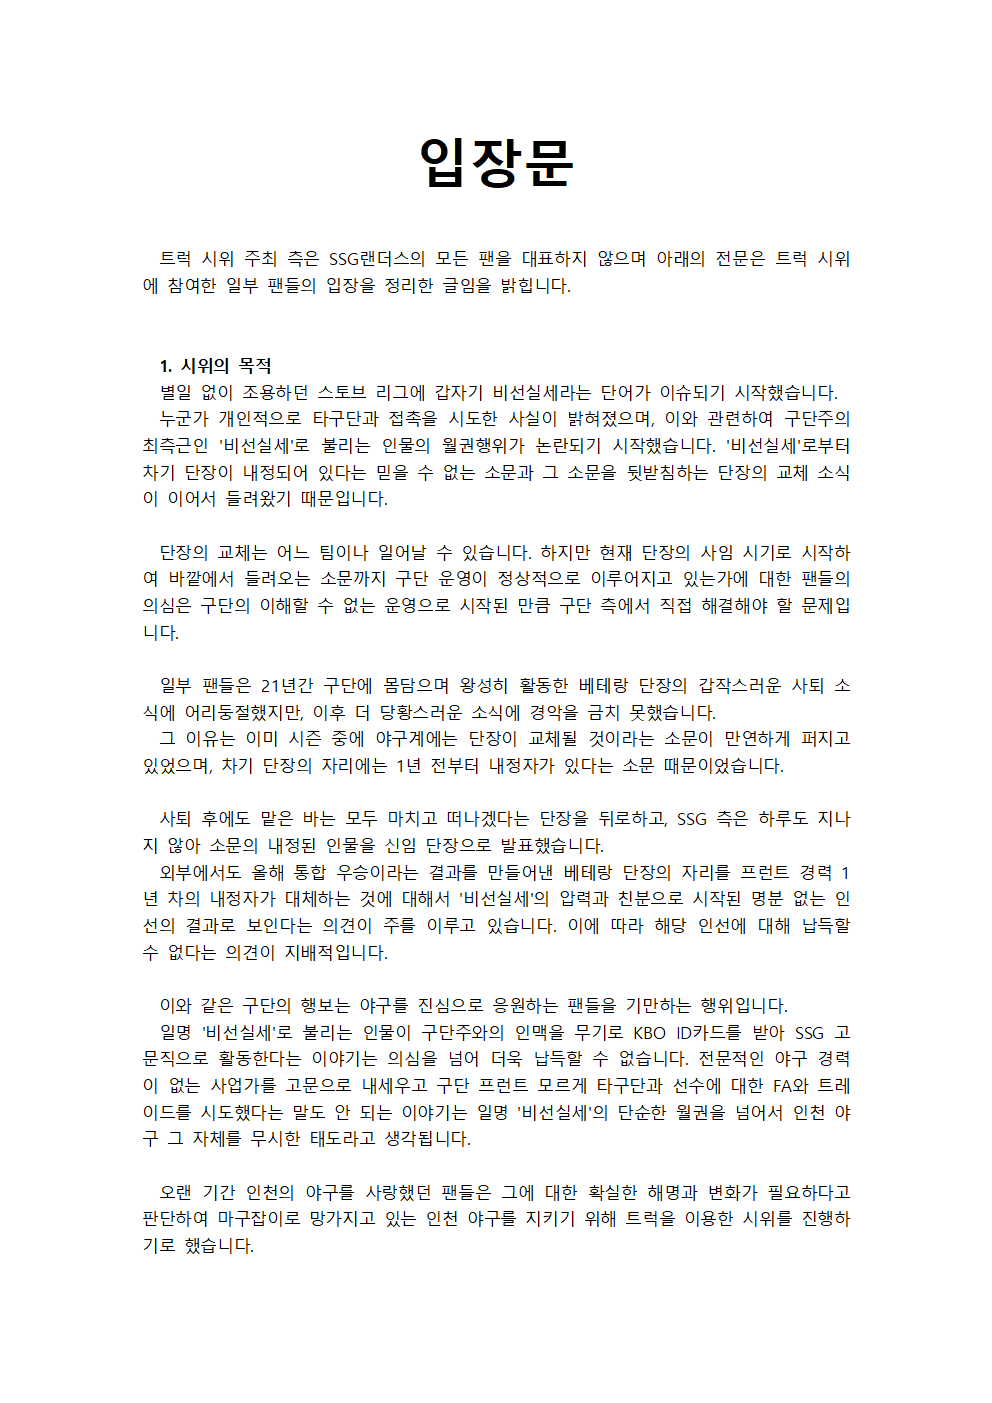 입장문
트럭 시위 주최 측은 SSG랜더스의 모든 팬을 대표하지 않으며 아래의 전문은 트럭 시위
에 참여한 일부 팬들의 입장을 정리한 글임을 밝힙니다.
1. 시위의 목적
별일 없이 조용하던 스토브 리그에 갑자기 비선실세라는 단어가 이슈되기 시작했습니다.
누군가 개인적으로 타구단과 접촉을 시도한 사실이 밝혀졌으며, 이와 관련하여 구단주의
최측근인 '비선실세'로 불리는 인물의 월권행위가 논란되기 시작했습니다. '비선실세'로부터
차기 단장이 내정되어 있다는 믿을 수 없는 소문과 그 소문을 뒷받침하는 단장의 교체 소식
이 이어서 들려왔기 때문입니다.
단장의 교체는 어느 팀이나 일어날 수 있습니다. 하지만 현재 단장의 사임 시기로 시작하
여 바깥에서 들려오는 소문까지 구단 운영이 정상적으로 이루어지고 있는가에 대한 팬들의
의심은 구단의 이해할 수 없는 운영으로 시작된 만큼 구단 측에서 직접 해결해야 할 문제입
니다.
일부 팬들은 21년간 구단에 몸담으며 왕성히 활동한 베테랑 단장의 갑작스러운 사퇴 소
식에 어리둥절했지만, 이후 더 당황스러운 소식에 경악을 금치 못했습니다.
그 이유는 이미 시즌 중에 야구계에는 단장이 교체될 것이라는 소문이 만연하게 퍼지고
있었으며, 차기 단장의 자리에는 1년 전부터 내정자가 있다는 소문 때문이었습니다.
사퇴 후에도 맡은 바는 모두 마치고 떠나겠다는 단장을 뒤로하고, SSG 측은 하루도 지나
지 않아 소문의 내정된 인물을 신임 단장으로 발표했습니다.
외부에서도 올해 통합 우승이라는 결과를 만들어낸 베테랑 단장의 자리를 프런트 경력 1
년 차의 내정자가 대체하는 것에 대해서 '비선실세'의 압력과 친분으로 시작된 명분 없는 인
선의 결과로 보인다는 의견이 주를 이루고 있습니다. 이에 따라 해당 인선에 대해 납득할
수 없다는 의견이 지배적입니다.
이와 같은 구단의 행보는 야구를 진심으로 응원하는 팬들을 기만하는 행위입니다.
일명 '비선실세'로 불리는 인물이 구단주와의 인맥을 무기로 KBO ID카드를 받아 SSG 고
문직으로 활동한다는 이야기는 의심을 넘어 더욱 납득할 수 없습니다. 전문적인 야구 경력
이 없는 사업가를 고문으로 내세우고 구단 프런트 모르게 타구단과 선수에 대한 FA와 트레
이드를 시도했다는 말도 안 되는 이야기는 일명 '비선실세'의 단순한 월권을 넘어서 인천 야
구 그 자체를 무시한 태도라고 생각됩니다.
오랜 기간 인천의 야구를 사랑했던 팬들은 그에 대한 확실한 해명과 변화가 필요하다고
판단하여 마구잡이로 망가지고 있는 인천 야구를 지키기 위해 트럭을 이용한 시위를 진행하
기로 했습니다.